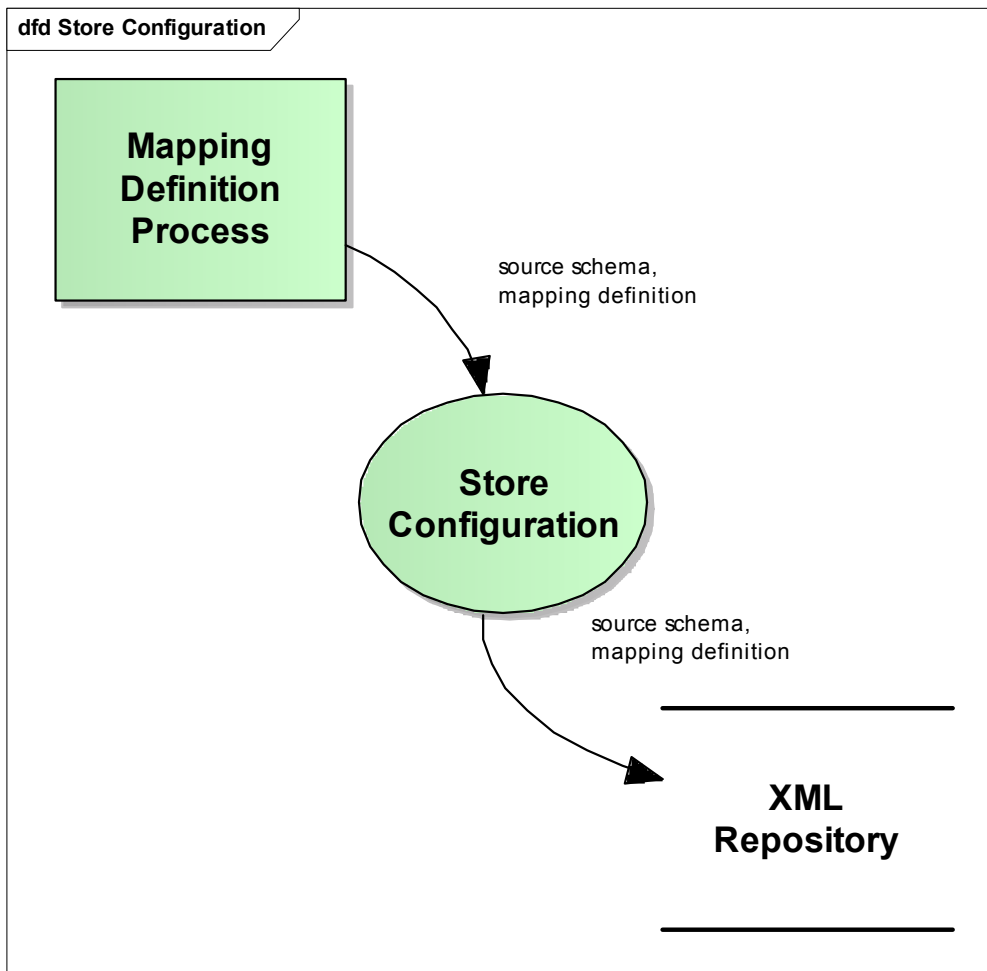 dfd Store Configuration
Mapping
Definition
Process
source schema,
mapping definition
Store
Configuration
source schema,
mapping definition
XML
Repository